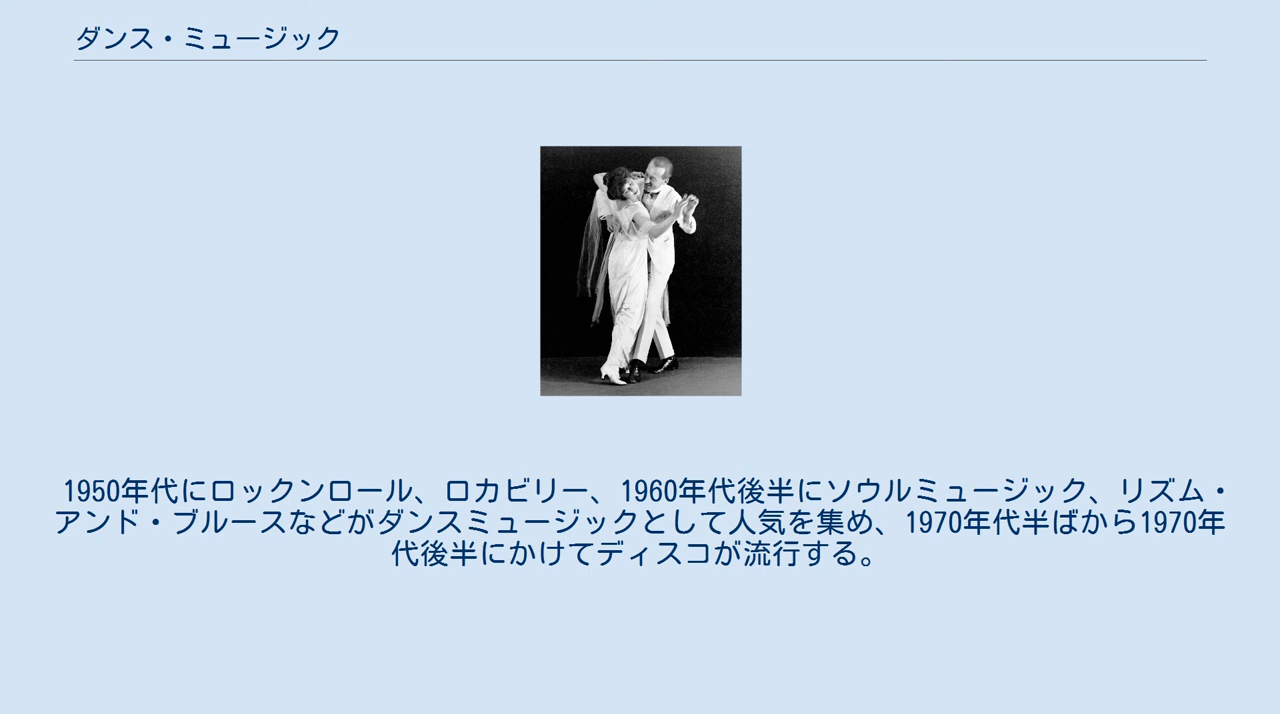 ダンス・ミュージック
1950年代にロックンロール、ロカビリー、1960年代後半にソウルミュージック、リズム・
アンド・ブルースなどがダンスミュージックとして人気を集め、1970年代半ばから1970年
代後半にかけてディスコが流行する。